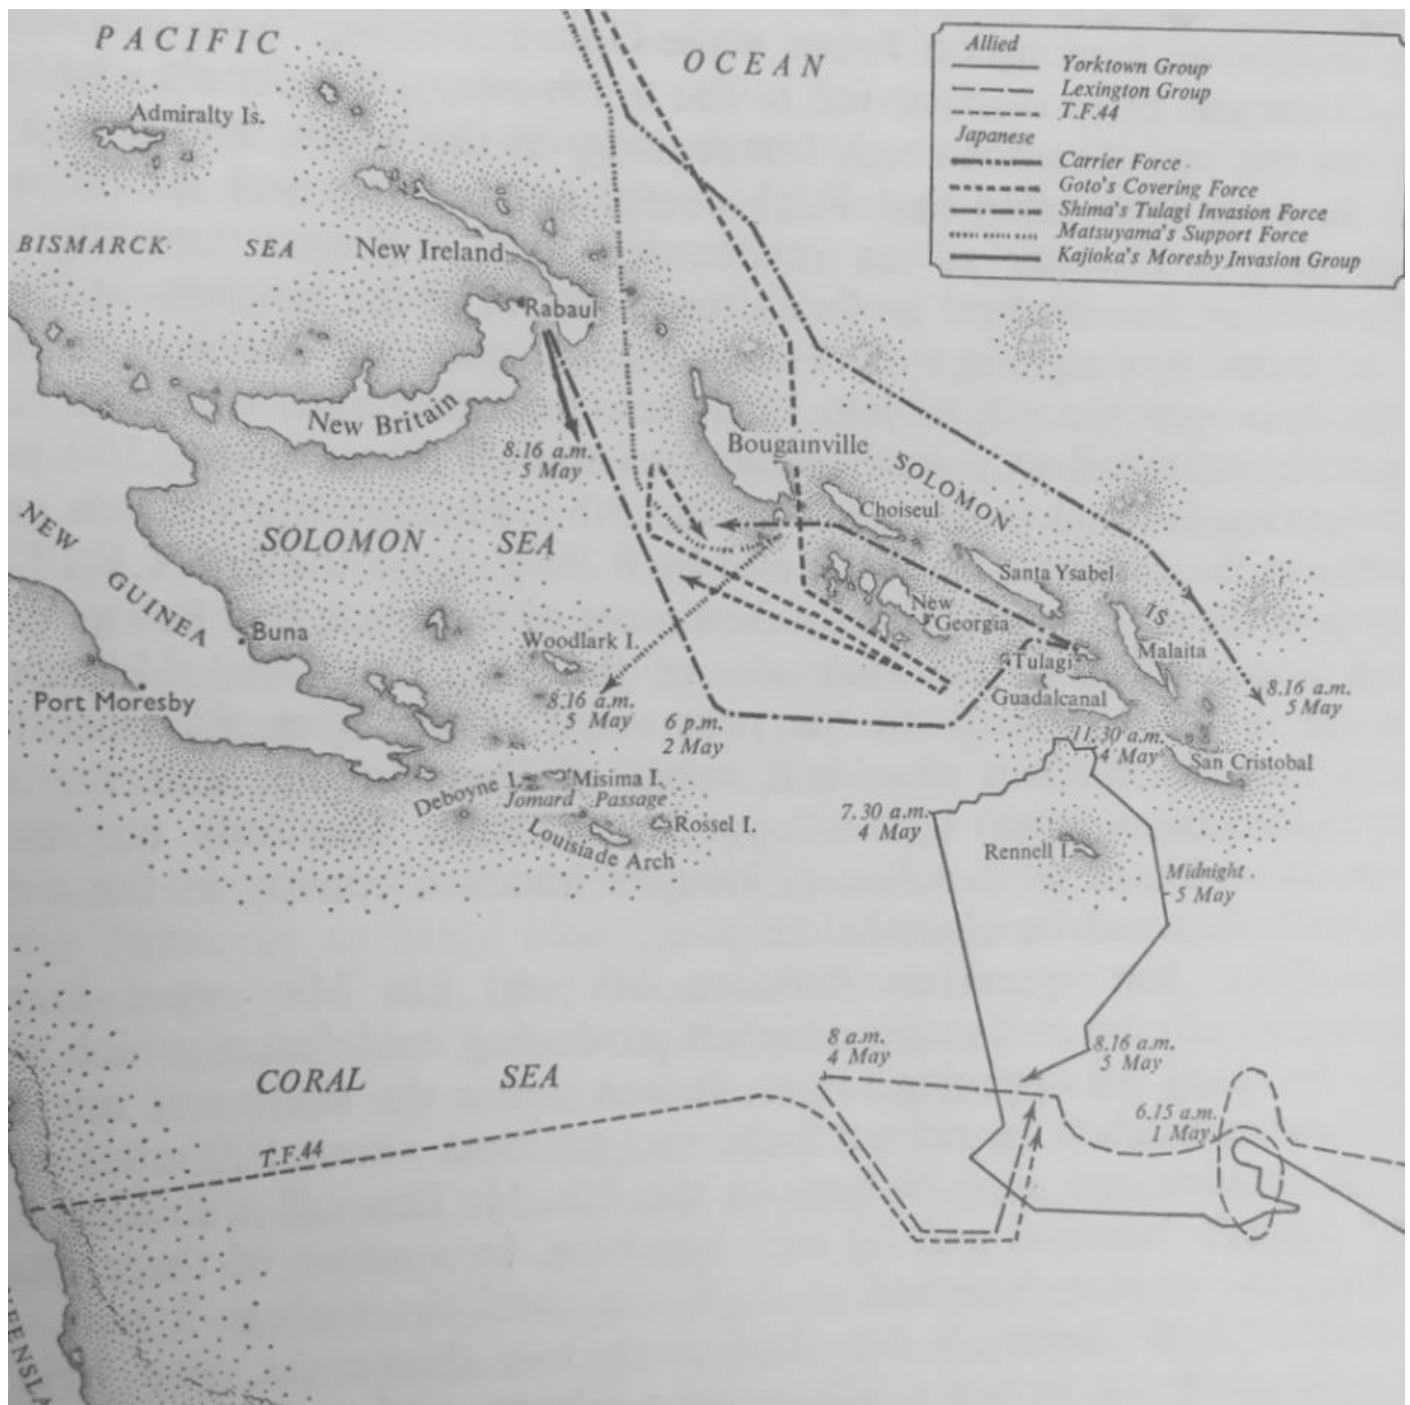 PACIFIC
OCEAN
Allied
Yorktown Group
Lexington Group
T.F.44
Japanese
Carrier Force
Goto's Covering Force
Shima's Tulagi Invasion Force
Matsuyama's Support Force
Kajioka's Moresby Invasion Group
Admiralty Is.
BISMARCK SEA
New Ireland
Rabaul
New Britain
8.16 a.m.
5 May
Bougainville
SOLOMON
IS
Choiseul
NEW
GUINEA
SOLOMON SEA
Santa Ysabel
New
Georgia
Buna
Woodlark I.
Tulagi
Malaita
Port Moresby
8.16 a.m.
5 May
6 p.m.
2 May
Guadalcanal
8.16 a.m.
5 May
11.30 a.m.
4 May
San Cristobal
Deboyne I.
Misima I.
Jomard Passage
Rossel I.
Louisiade Arch
7.30 a.m.
4 May
Rennell I.
Midnight
5 May
8 a.m.
4 May
8.16 a.m.
5 May
CORAL SEA
6.15 a.m.
1 May
T.F.44
EENSLA